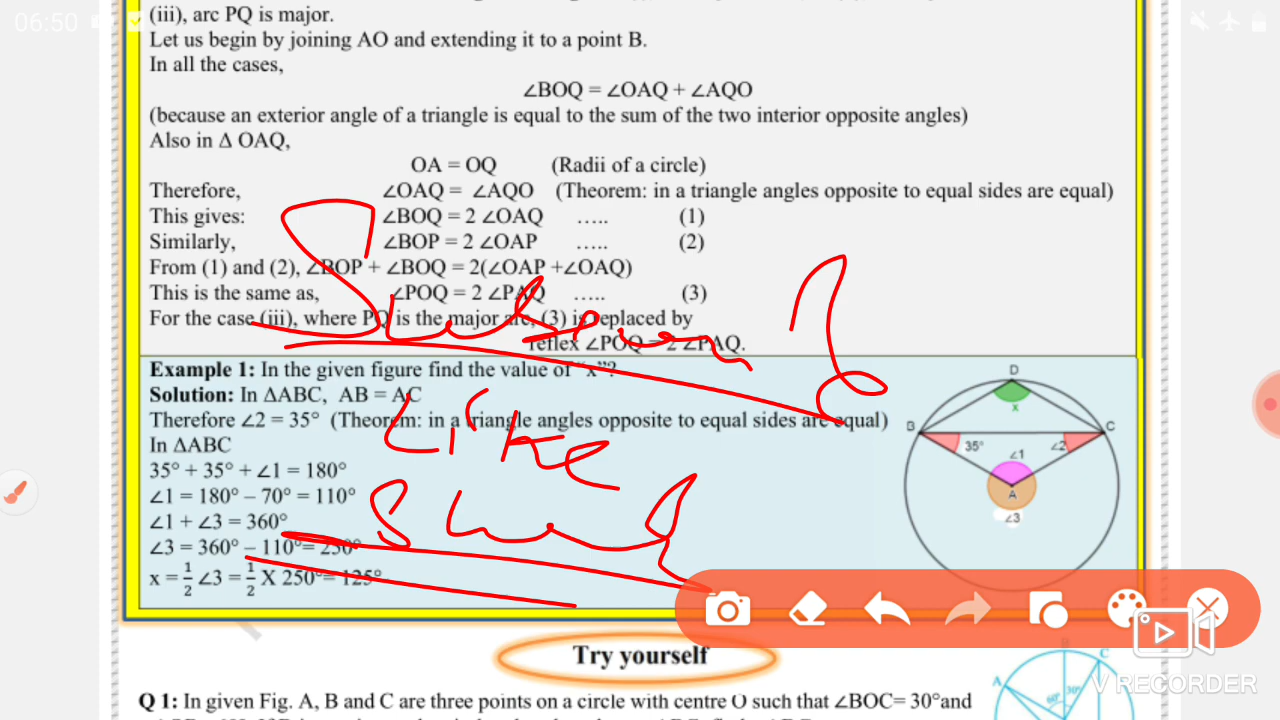 06:50
(iii), arc PQ is major.
Let us begin by joining AO and extending it to a point B.
In all the cases,
∠BOQ = ∠OAQ + ∠AQO
(because an exterior angle of a triangle is equal to the sum of the two interior opposite angles)
Also in Δ OAQ,
OA = OQ (Radii of a circle)
Therefore, ∠OAQ = ∠AQO (Theorem: in a triangle angles opposite to equal sides are equal)
This gives: ∠BOQ = 2 ∠OAQ ..... (1)
Similarly, ∠BOP = 2 ∠OAP ..... (2)
From (1) and (2), ∠BOP + ∠BOQ = 2(∠OAP +∠OAQ)
This is the same as, ∠POQ = 2 ∠PAQ ..... (3)
For the case (iii), where PQ is the major arc, (3) is replaced by
reflex ∠POQ = 2 ∠PAQ.
Example 1: In the given figure find the value of "x"?
Solution: In ΔABC, AB = AC
Therefore ∠2 = 35° (Theorem: in a triangle angles opposite to equal sides are equal)
In ΔABC
35° + 35° + ∠1 = 180°
∠1 = 180° – 70° = 110°
∠1 + ∠3 = 360°
∠3 = 360° – 110°= 250°
x = 1/2 ∠3 = 1/2 X 250°= 125°
D
x
B
C
35°
∠2
∠1
A
∠3
Like
Try yourself
Q 1: In given Fig. A, B and C are three points on a circle with centre O such that ∠BOC= 30°and
A
B
C
60°
30°
V RECORDER